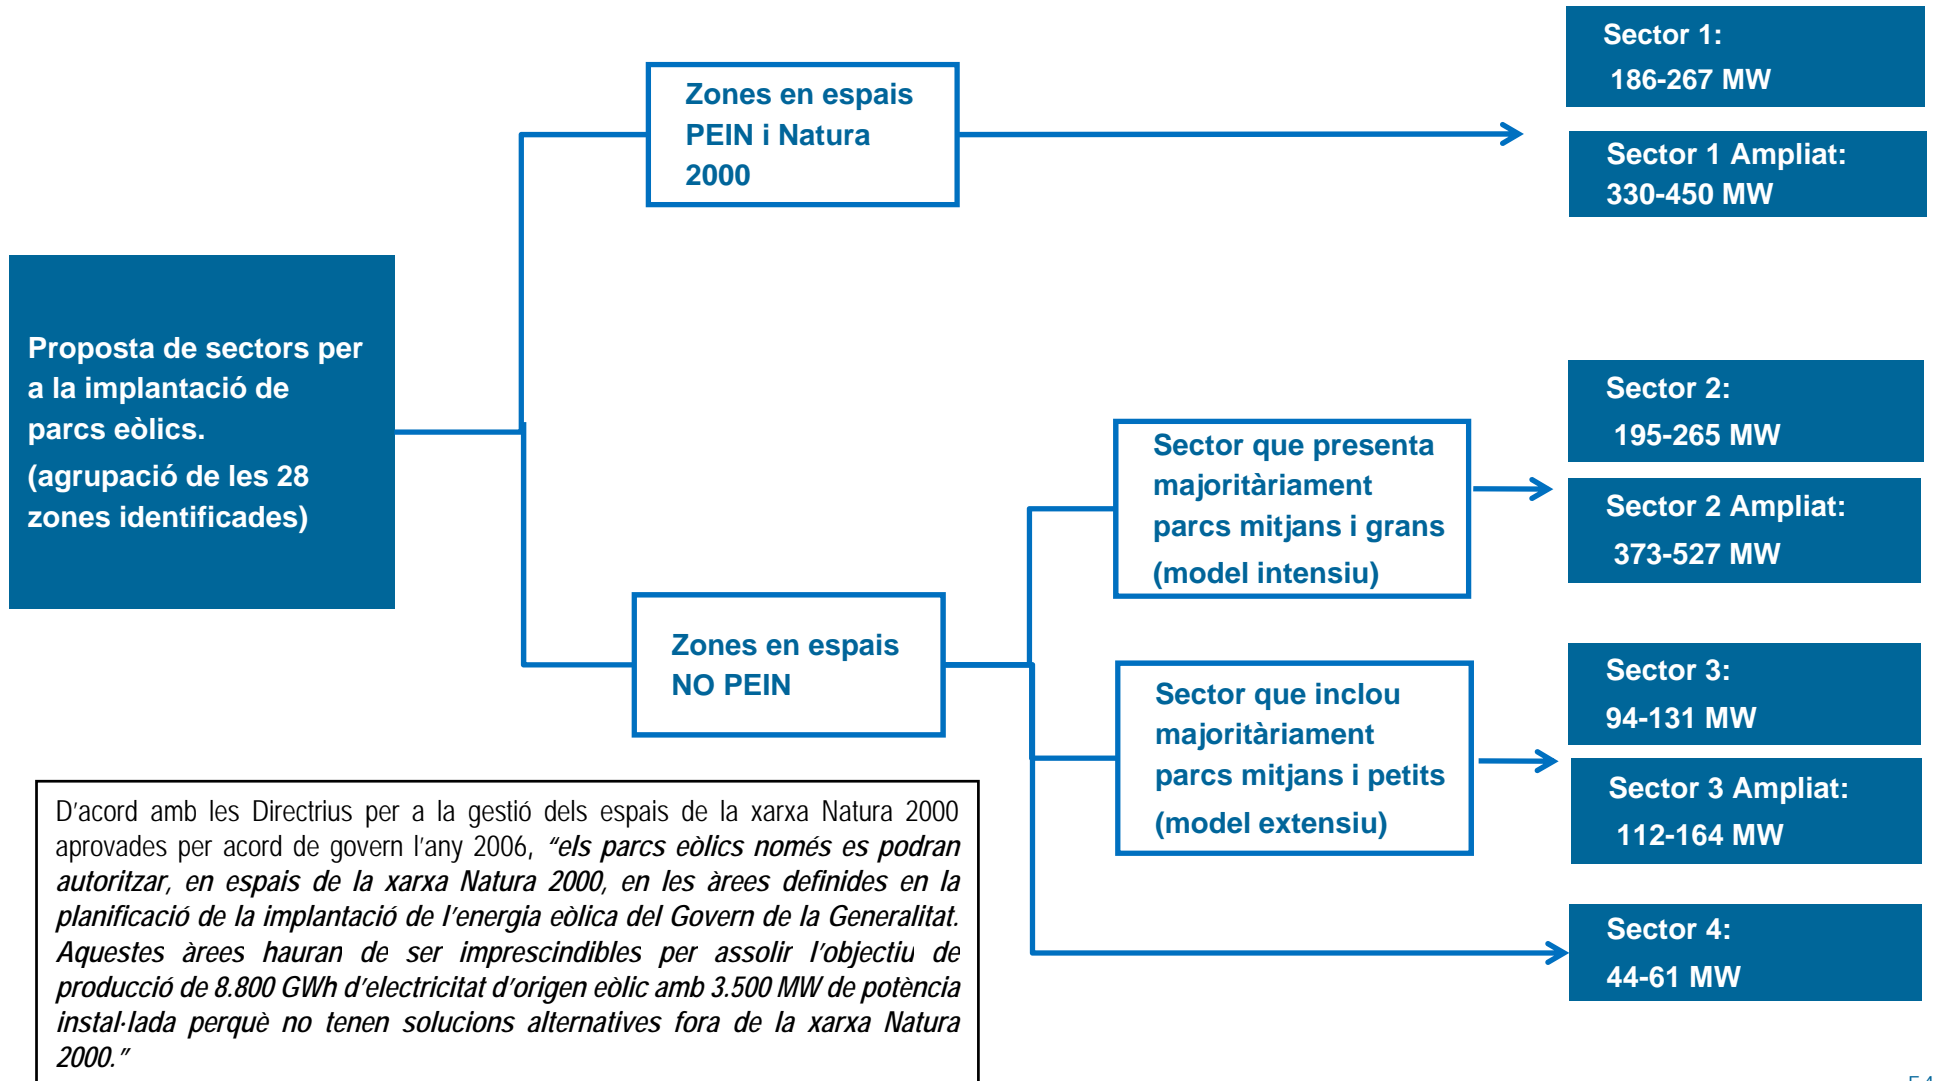 Sector 1:
186-267 MW
Zones en espais
PEIN i Natura
2000
Sector 1 Ampliat:
330-450 MW
Proposta de sectors per
a la implantació de
parcs eòlics.
(agrupació de les 28
zones identificades)
Sector 2:
195-265 MW
Sector que presenta
majoritàriament
parcs mitjans i grans
(model intensiu)
Sector 2 Ampliat:
373-527 MW
Zones en espais
NO PEIN
Sector que inclou
majoritàriament
parcs mitjans i petits
(model extensiu)
Sector 3:
94-131 MW
Sector 3 Ampliat:
112-164 MW
Sector 4:
44-61 MW
D’acord amb les Directrius per a la gestió dels espais de la xarxa Natura 2000
aprovades per acord de govern l’any 2006, “els parcs eòlics només es podran
autoritzar, en espais de la xarxa Natura 2000, en les àrees definides en la
planificació de la implantació de l’energia eòlica del Govern de la Generalitat.
Aquestes àrees hauran de ser imprescindibles per assolir l’objectiu de
producció de 8.800 GWh d’electricitat d’origen eòlic amb 3.500 MW de potència
instal·lada perquè no tenen solucions alternatives fora de la xarxa Natura
2000.”